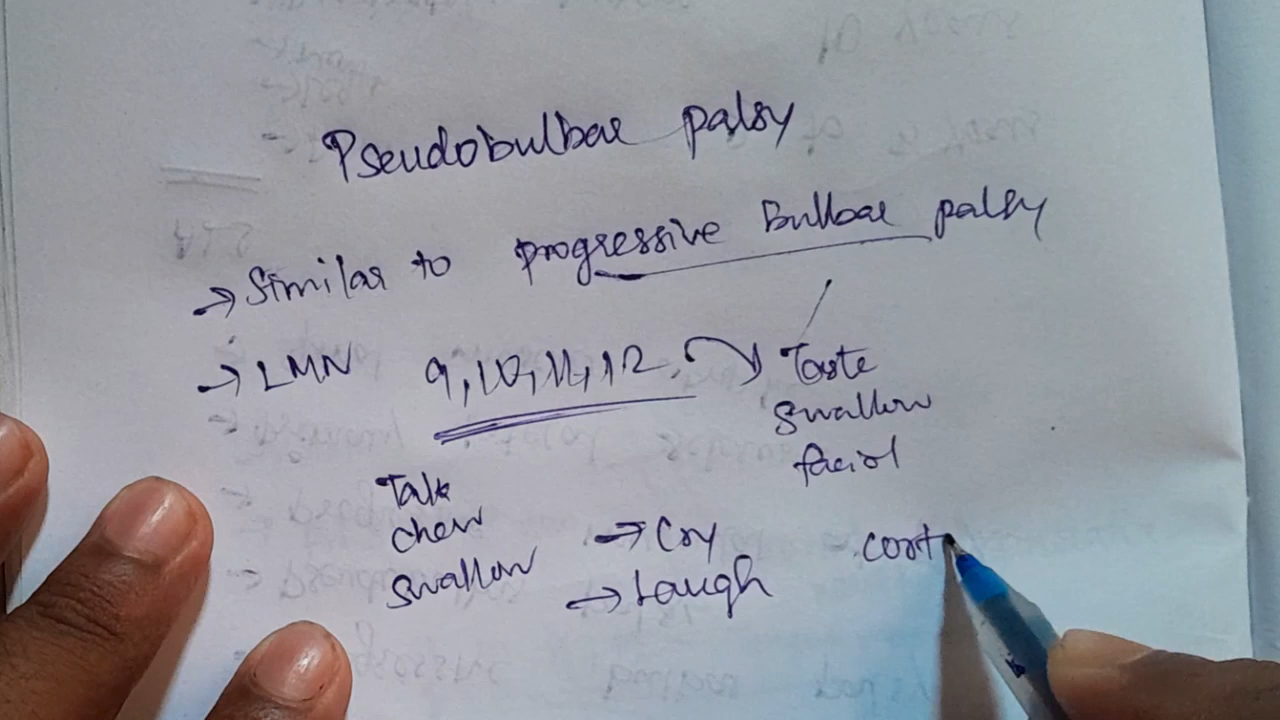 Pseudobulbar palsy
→ Similar to progressive Bulbar palsy
→ LMN 9,10,11,12 → Taste
swallow
facial
Talk
chew
swallow
→ Cry
→ Laugh
cort